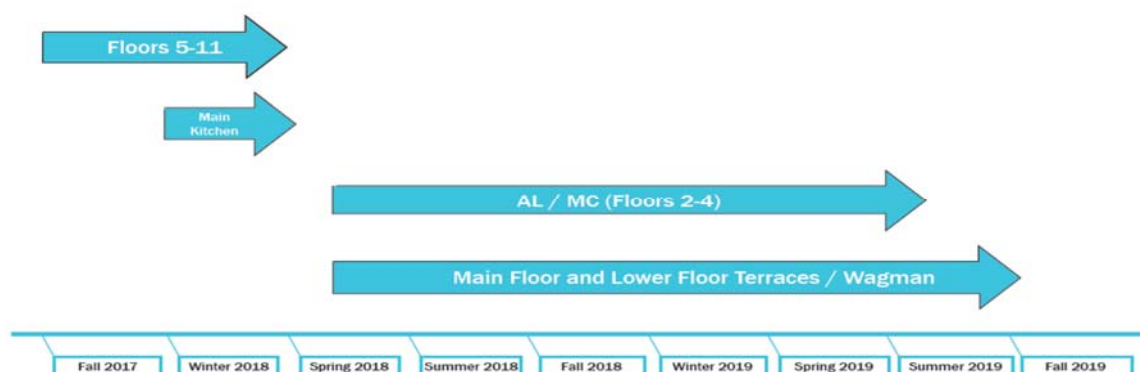 Floors 5-11
Main
Kitchen
AL / MC (Floors 2-4)
Main Floor and Lower Floor Terraces / Wagman
Fall 2017
Winter 2018
Spring 2018
Summer 2018
Fall 2018
Winter 2019
Spring 2019
Summer 2019
Fall 2019